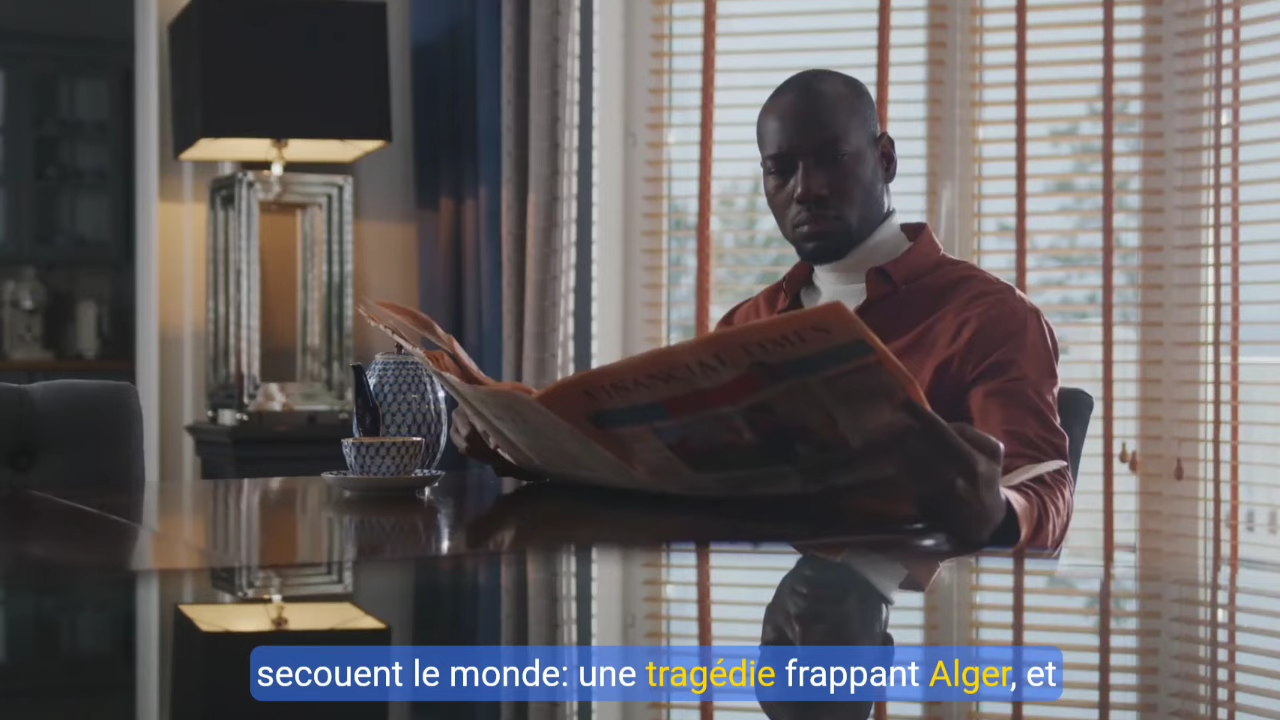 FINANCIAL TIMES
secouent le monde: une tragédie frappant Alger, et